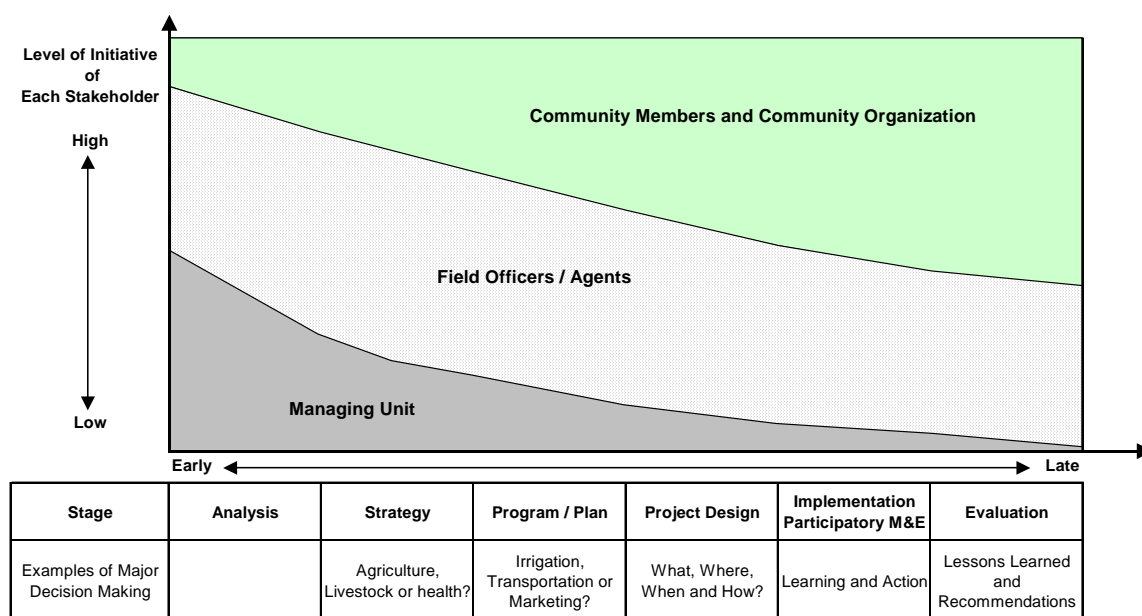 Level of Initiative
of
Each Stakeholder
High
Low
Community Members and Community Organization
Field Officers / Agents
Managing Unit
Early
Late
Stage
Analysis
Strategy
Program / Plan
Project Design
Implementation
Participatory M&E
Evaluation
Examples of Major
Decision Making
Agriculture,
Livestock or health?
Irrigation,
Transportation or
Marketing?
What, Where,
When and How?
Learning and Action
Lessons Learned
and
Recommendations